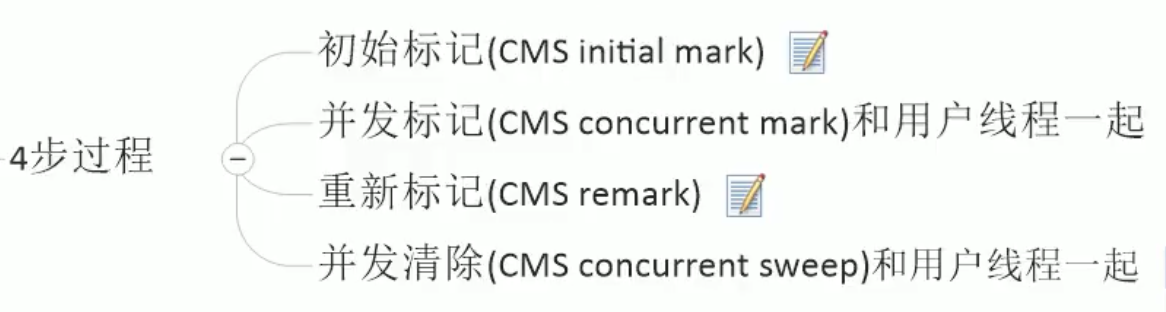 4步过程
初始标记(CMS initial mark)
并发标记(CMS concurrent mark)和用户线程一起
重新标记(CMS remark)
并发清除(CMS concurrent sweep)和用户线程一起